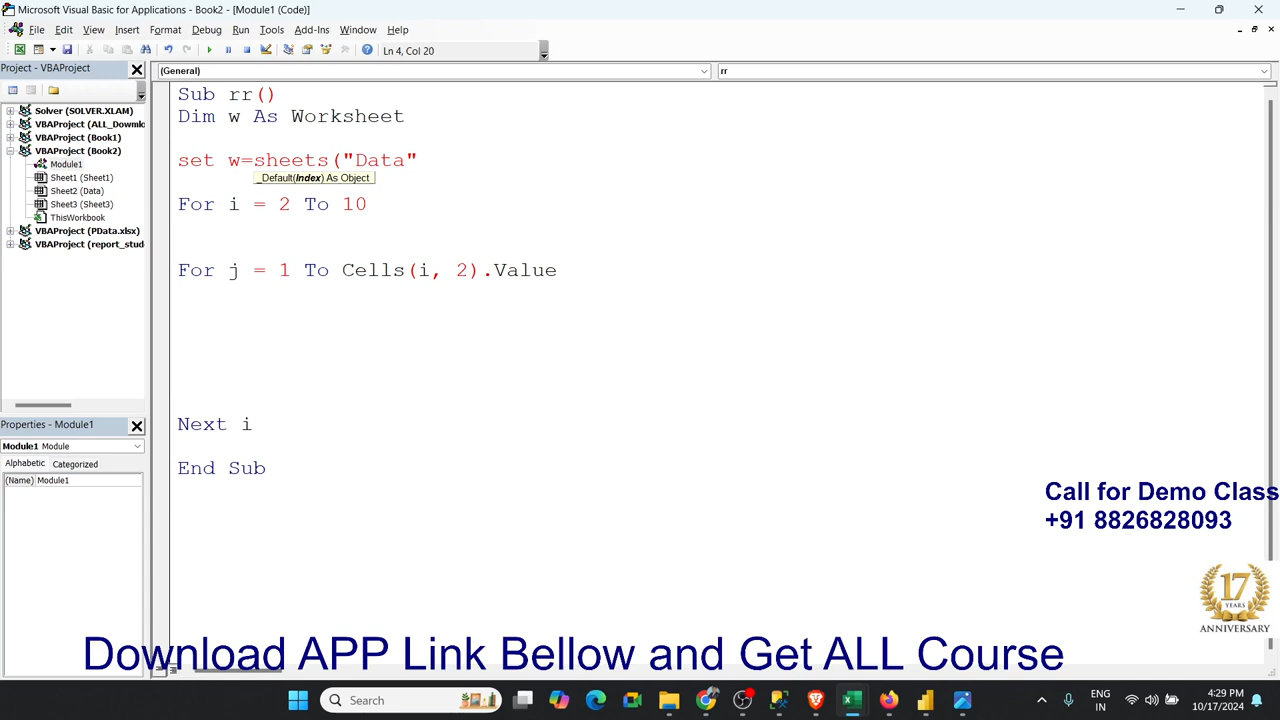 Microsoft Visual Basic for Applications - Book2 - [Module1 (Code)]
File Edit View Insert Format Debug Run Tools Add-Ins Window Help
Ln 4, Col 20
Project - VBAProject
(General)
rr
Solver (SOLVER.XLAM)
VBAProject (ALL_Downlo
VBAProject (Book1)
VBAProject (Book2)
Module1
Sheet1 (Sheet1)
Sheet2 (Data)
Sheet3 (Sheet3)
ThisWorkbook
VBAProject (PData.xlsx)
VBAProject (report_stude
Sub rr()
Dim w As Worksheet
set w=sheets("Data"
_Default(Index) As Object
For i = 2 To 10
For j = 1 To Cells(i, 2).Value
Next i
End Sub
Properties - Module1
Module1 Module
Alphabetic Categorized
(Name) Module1
Call for Demo Class
+91 8826828093
17
YEARS
ANNIVERSARY
Download APP Link Bellow and Get ALL Course
Search
ENG
IN
4:29 PM
10/17/2024